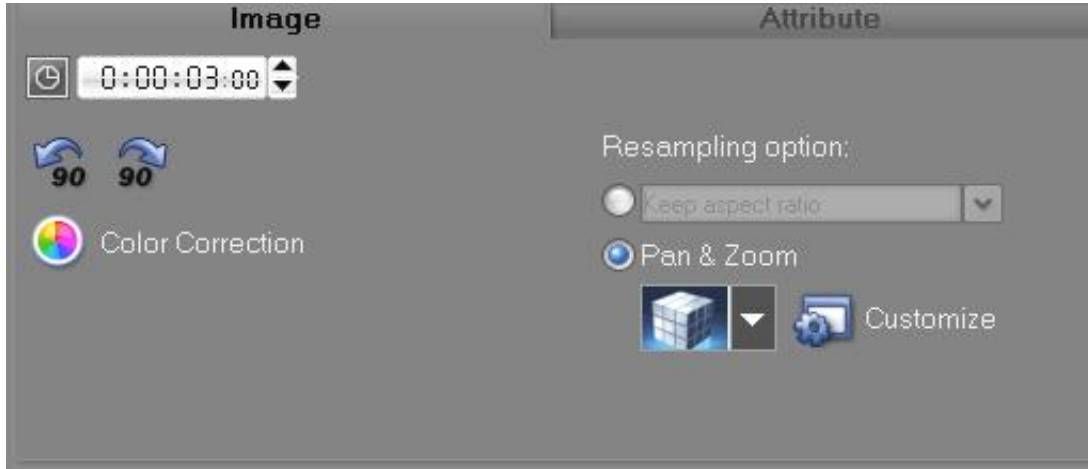 Image
Attribute
0:00:03:00
90 90
Resampling option:
Keep aspect ratio
Color Correction
Pan & Zoom
Customize